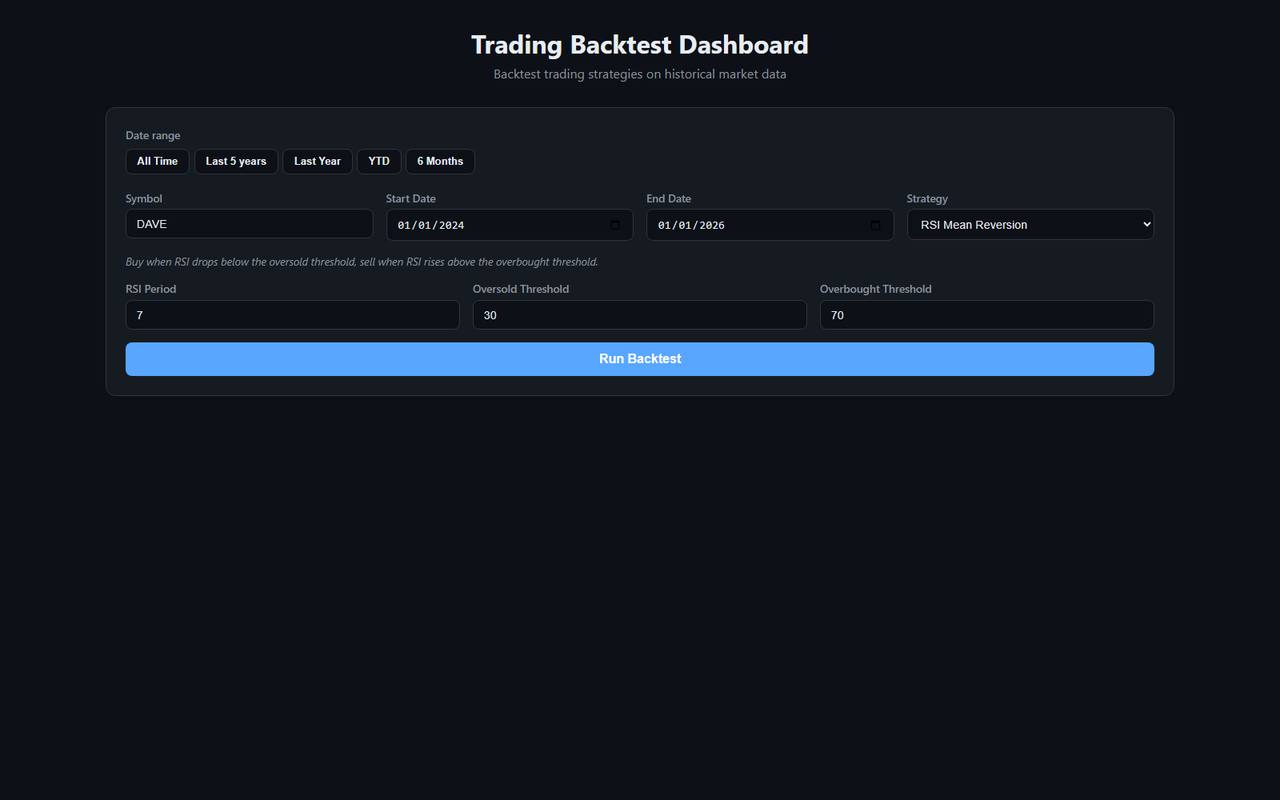 Trading Backtest Dashboard
Backtest trading strategies on historical market data
Date range
All Time Last 5 years Last Year YTD 6 Months
Symbol Start Date End Date Strategy
DAVE 01/01/2024 01/01/2026 RSI Mean Reversion
Buy when RSI drops below the oversold threshold, sell when RSI rises above the overbought threshold.
RSI Period Oversold Threshold Overbought Threshold
7 30 70
Run Backtest